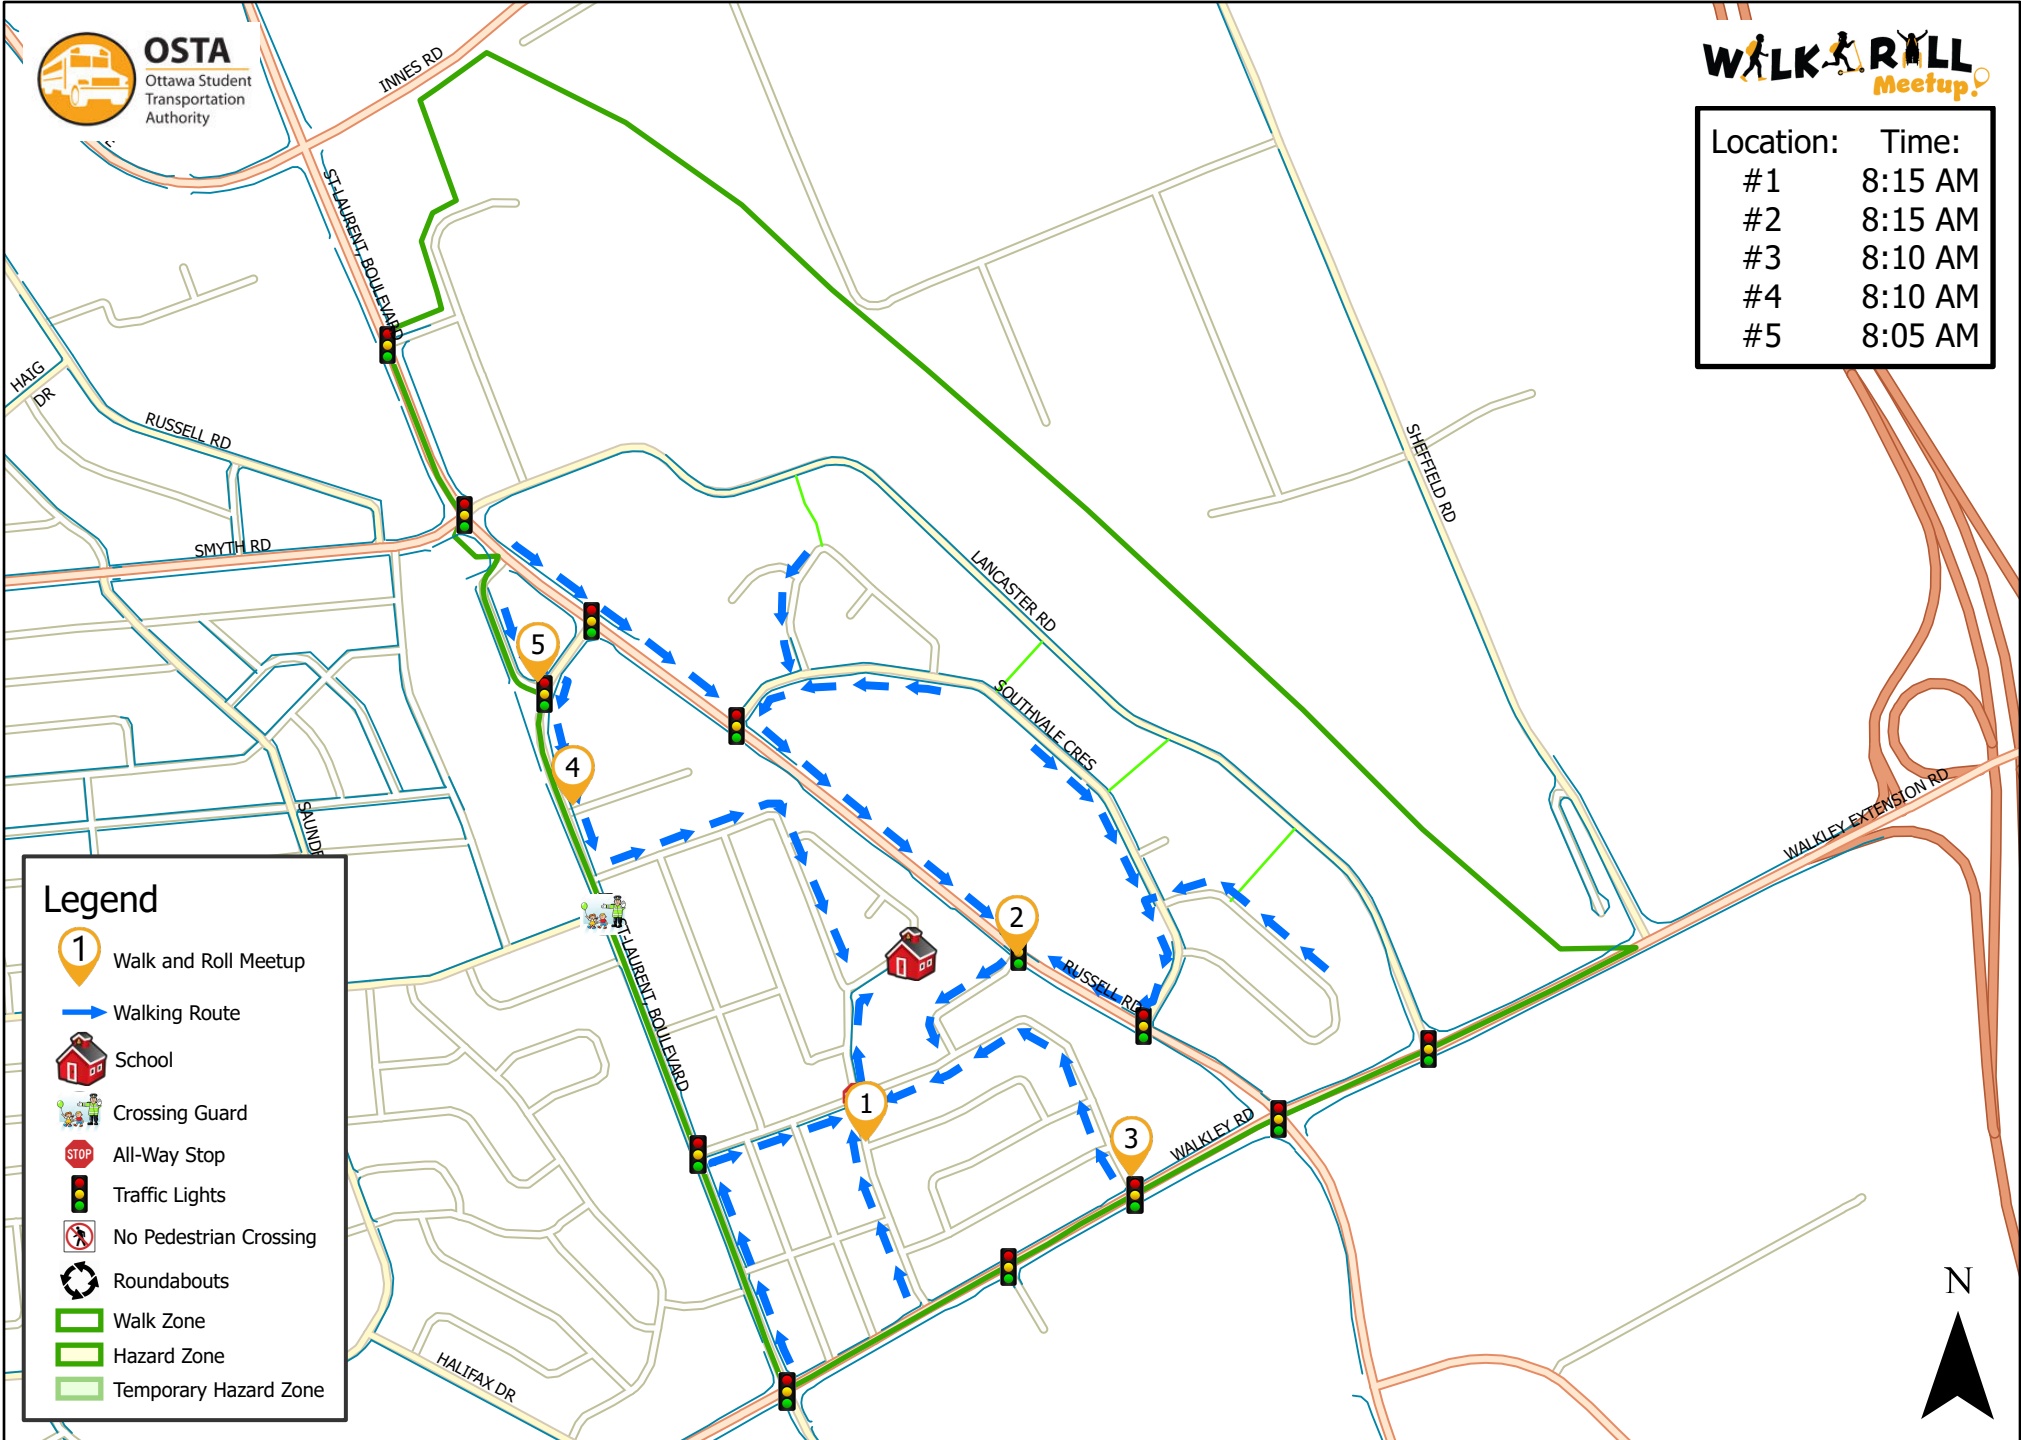 OSTA
Ottawa Student
Transportation
Authority
WALK & ROLL
Meetup!
Location: Time:
#1 8:15 AM
#2 8:15 AM
#3 8:10 AM
#4 8:10 AM
#5 8:05 AM
INNES RD
ST-LAURENT, BOULEVARD
HAIG
DR
RUSSELL RD
SMYTH RD
SHEFFIELD RD
LANCASTER RD
SOUTHVALE CRES
5
4
2
WALKLEY EXTENSION RD
RUSSELL RD
ST-LAURENT, BOULEVARD
1
3
WALKLEY RD
HALIFAX DR
N
Legend
1 Walk and Roll Meetup
Walking Route
School
Crossing Guard
STOP All-Way Stop
Traffic Lights
No Pedestrian Crossing
Roundabouts
Walk Zone
Hazard Zone
Temporary Hazard Zone